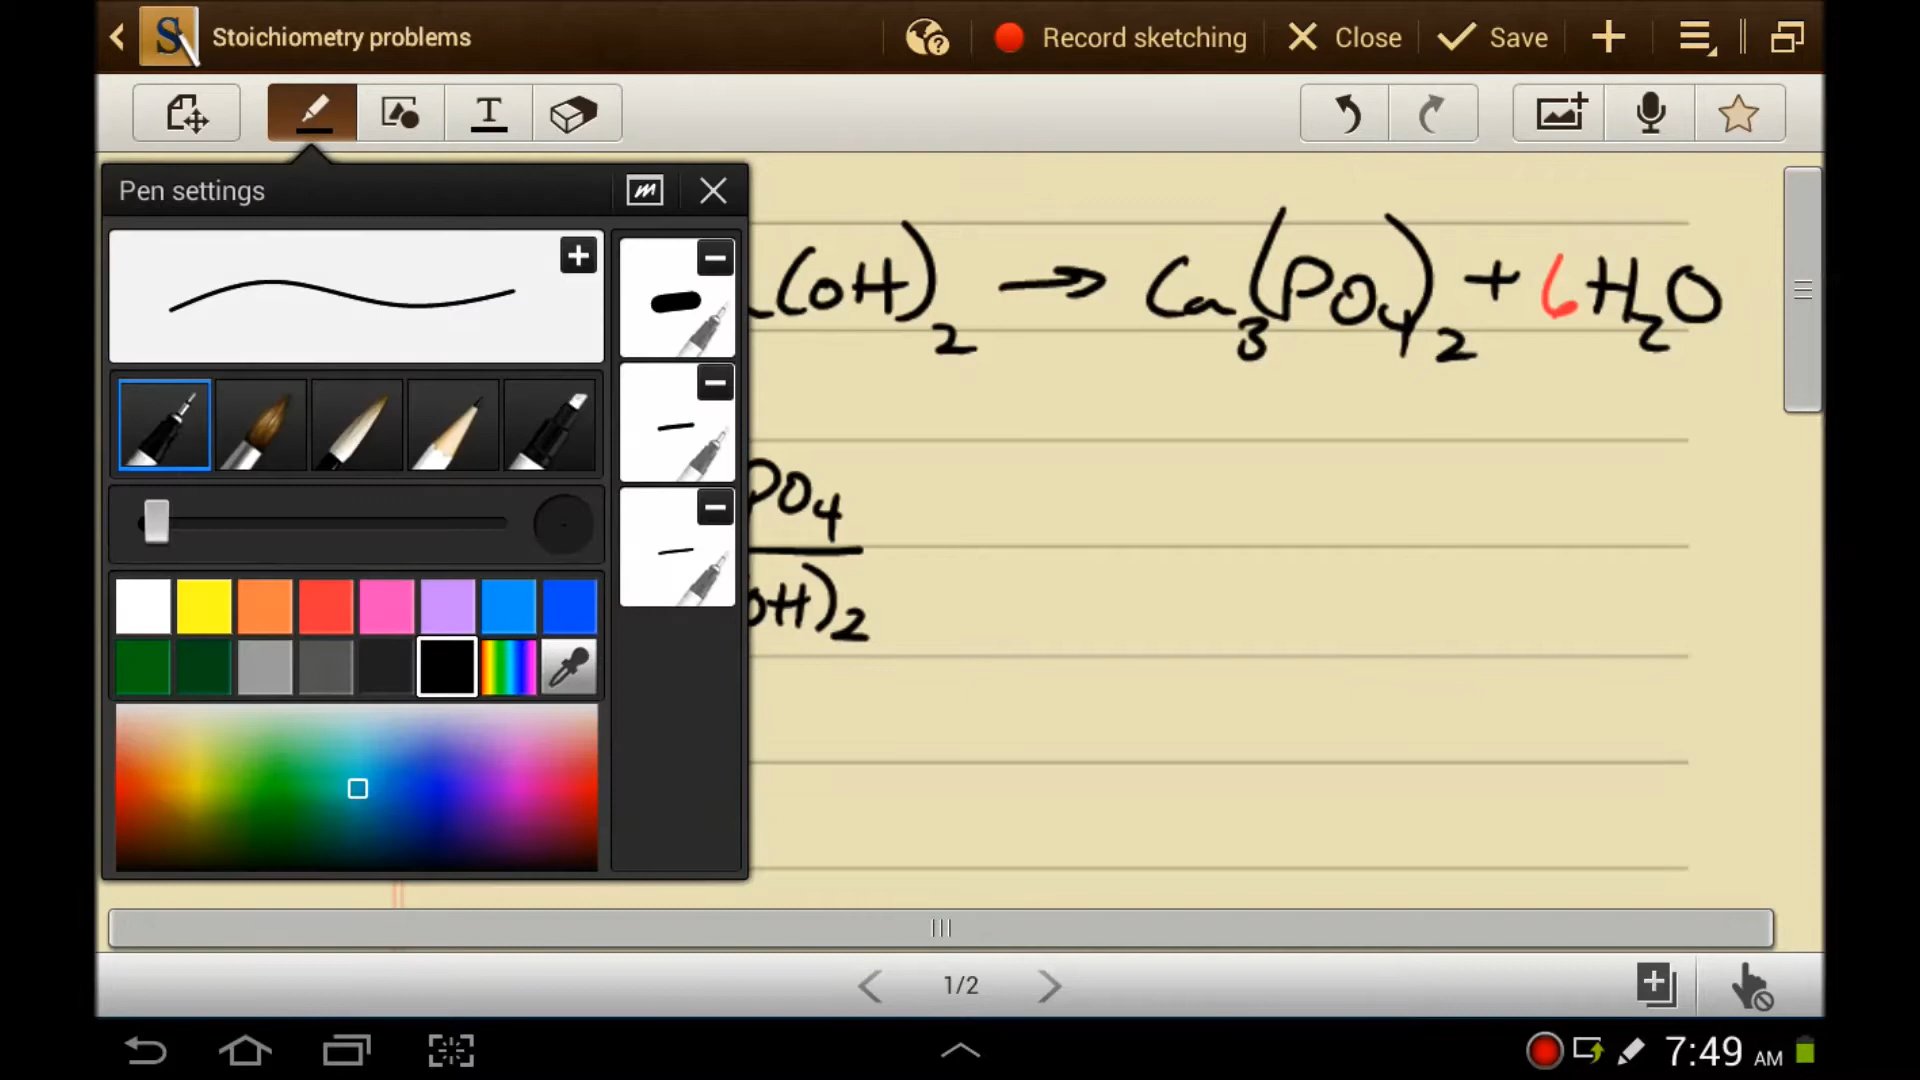 Stoichiometry problems
Record sketching
Close
Save
T
Pen settings
(OH)2 → Ca3(PO4)2 + 6H2O
PO4
OH)2
1/2
7:49 AM